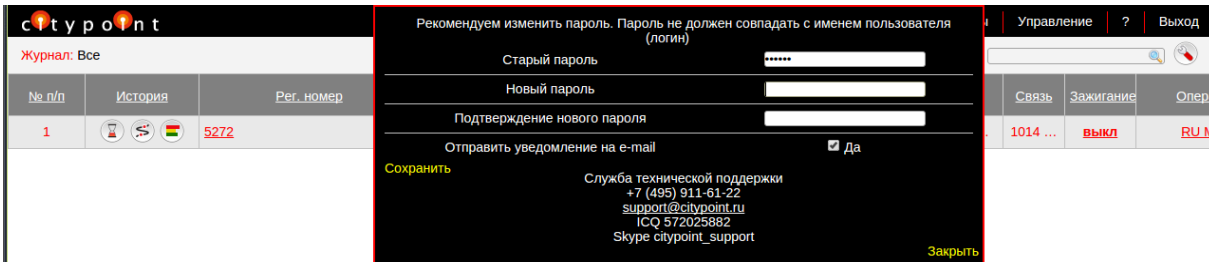 citypoint
Управление ? Выход
Рекомендуем изменить пароль. Пароль не должен совпадать с именем пользователя
(логин)
Журнал: Все
Старый пароль ••••••
Новый пароль
Подтверждение нового пароля
Отправить уведомление на e-mail Да
Сохранить
Служба технической поддержки
+7 (495) 911-61-22
support@citypoint.ru
ICQ 572025882
Skype citypoint_support
Закрыть
№ п/п История Рег. номер Связь Зажигание Опер
1 5272 1014 ... выкл RU